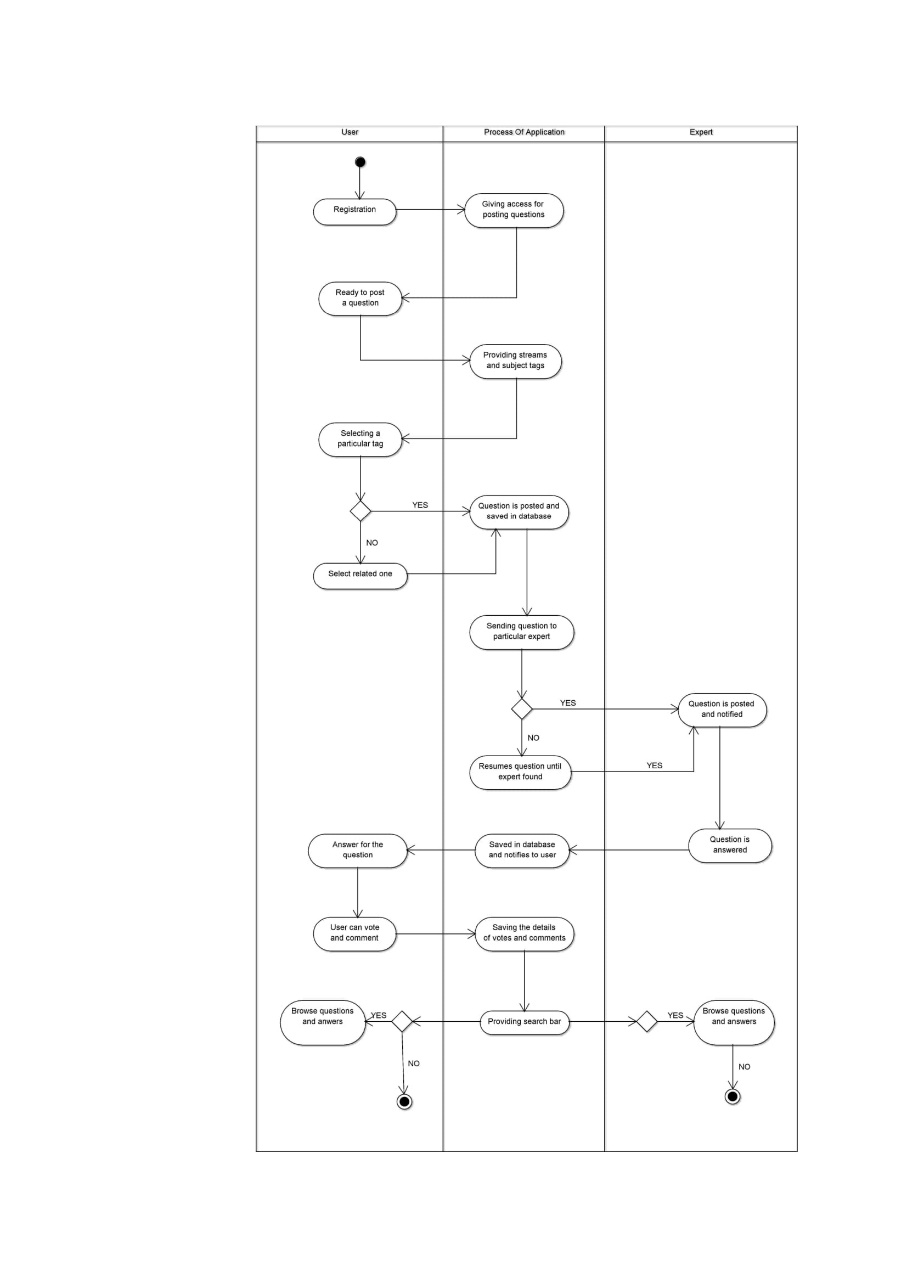 User
Process Of Application
Expert
Registration
Giving access for
posting questions
Ready to post
a question
Providing streams
and subject tags
Selecting a
particular tag
YES
Question is posted and
saved in database
NO
Select related one
Sending question to
particular expert
YES
Question is posted
and notified
NO
Resumes question until
expert found
YES
Answer for the
question
Saved in database
and notifies to user
Question is
answered
User can vote
and comment
Saving the details
of votes and comments
Browse questions
and anwers
YES
Providing search bar
YES
Browse questions
and answers
NO
NO